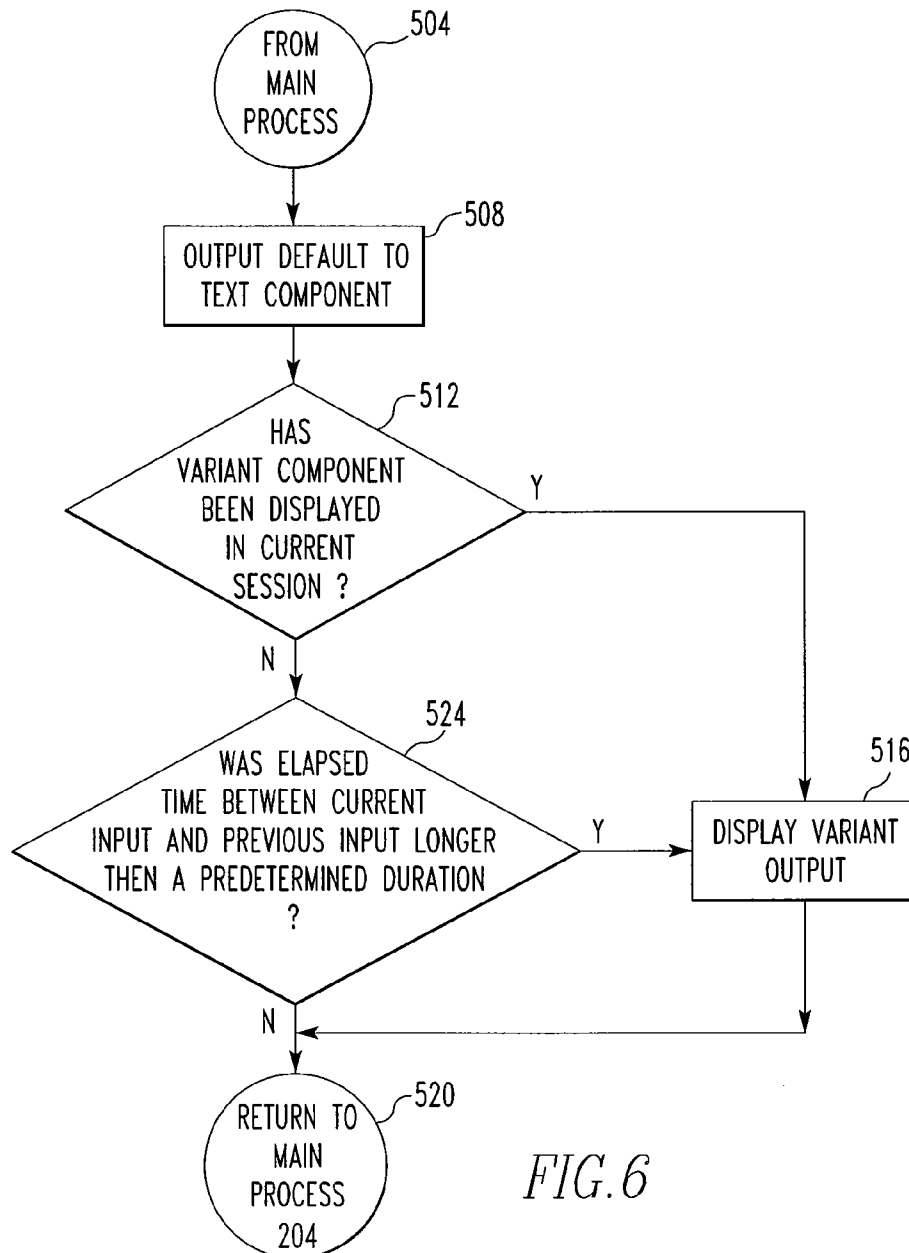 FROM
MAIN
PROCESS
504
OUTPUT DEFAULT TO
TEXT COMPONENT
508
HAS
VARIANT COMPONENT
BEEN DISPLAYED
IN CURRENT
SESSION ?
512
Y
N
WAS ELAPSED
TIME BETWEEN CURRENT
INPUT AND PREVIOUS INPUT LONGER
THEN A PREDETERMINED DURATION
?
524
Y
DISPLAY VARIANT
OUTPUT
516
N
RETURN TO
MAIN
PROCESS
204
520
FIG.6